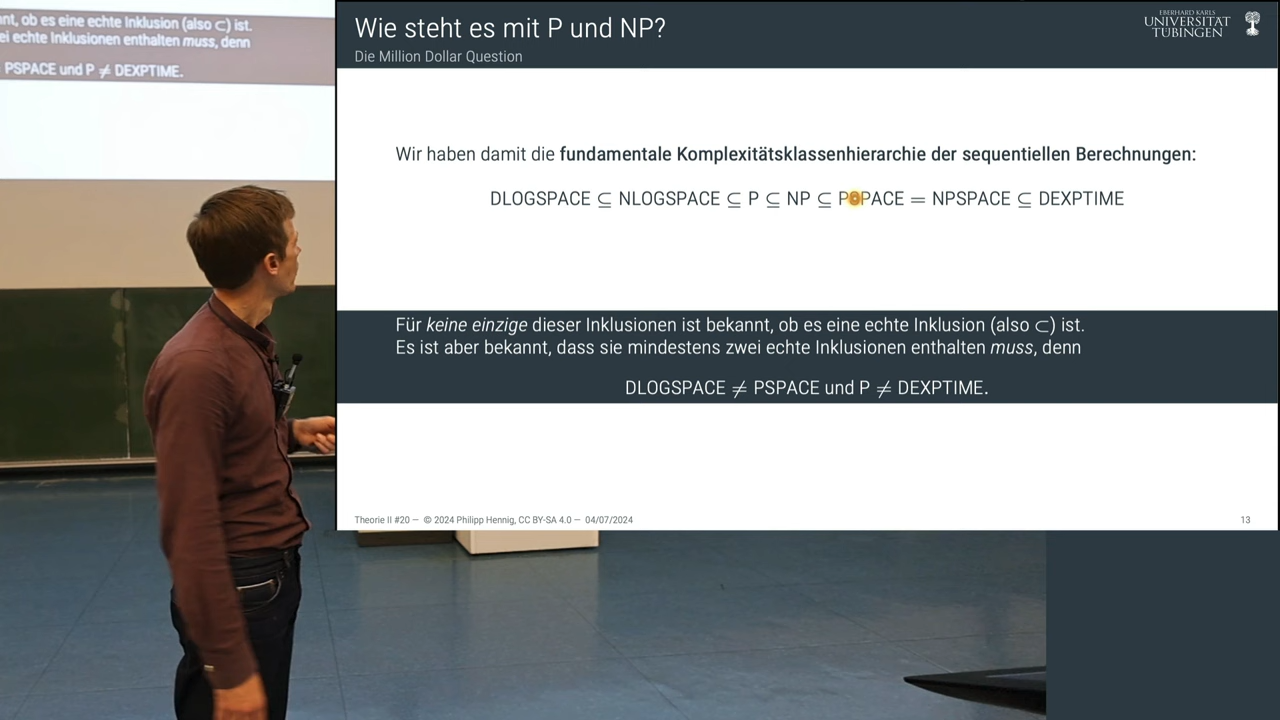 nt, ob es eine echte Inklusion (also ⊂) ist.
ei echte Inklusionen enthalten muss, denn
PSPACE und P ≠ DEXPTIME.
Wie steht es mit P und NP?
Die Million Dollar Question
EBERHARD KARLS
UNIVERSITÄT
TÜBINGEN
Wir haben damit die fundamentale Komplexitätsklassenhierarchie der sequentiellen Berechnungen:
DLOGSPACE ⊆ NLOGSPACE ⊆ P ⊆ NP ⊆ PSPACE = NPSPACE ⊆ DEXPTIME
Für keine einzige dieser Inklusionen ist bekannt, ob es eine echte Inklusion (also ⊂) ist.
Es ist aber bekannt, dass sie mindestens zwei echte Inklusionen enthalten muss, denn
DLOGSPACE ≠ PSPACE und P ≠ DEXPTIME.
Theorie II #20 — © 2024 Philipp Hennig, CC BY-SA 4.0 — 04/07/2024
13